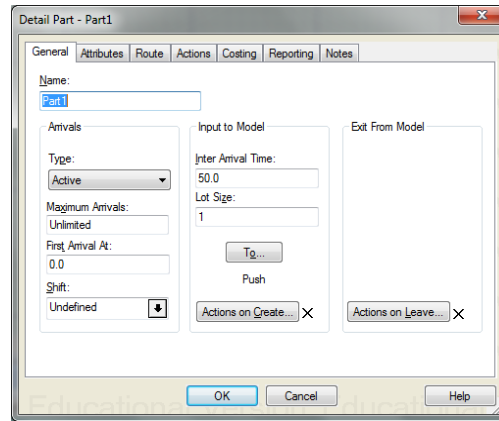 Detail Part - Part1
General Attributes Route Actions Costing Reporting Notes
Name:
Part1
Arrivals
Type:
Active
Maximum Arrivals:
Unlimited
First Arrival At:
0.0
Shift:
Undefined
Input to Model
Inter Arrival Time:
50.0
Lot Size:
1
To...
Push
Actions on Create... X
Exit From Model
Actions on Leave... X
OK Cancel Help
Educational Version Educational